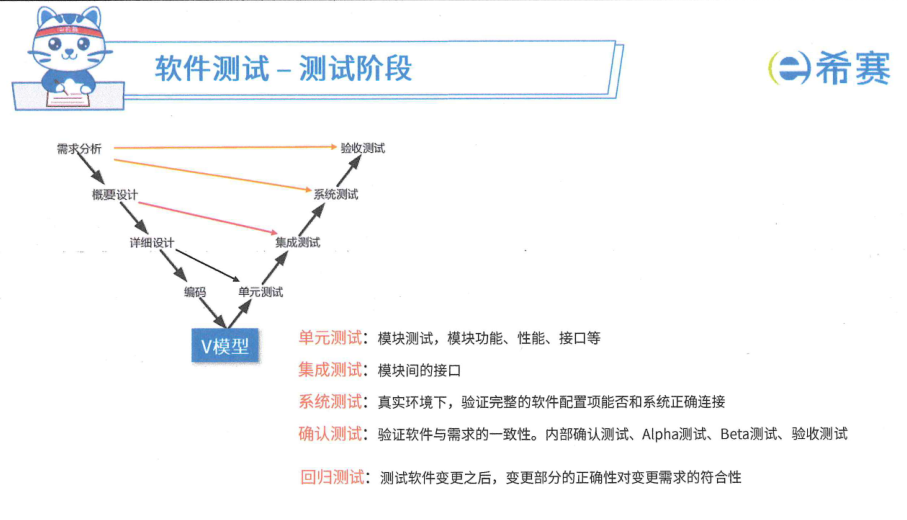 软件测试 – 测试阶段
希赛
需求分析
验收测试
概要设计
系统测试
详细设计
集成测试
编码
单元测试
V模型
单元测试：模块测试，模块功能、性能、接口等
集成测试：模块间的接口
系统测试：真实环境下，验证完整的软件配置项能否和系统正确连接
确认测试：验证软件与需求的一致性。内部确认测试、Alpha测试、Beta测试、验收测试
回归测试：测试软件变更之后，变更部分的正确性对变更需求的符合性